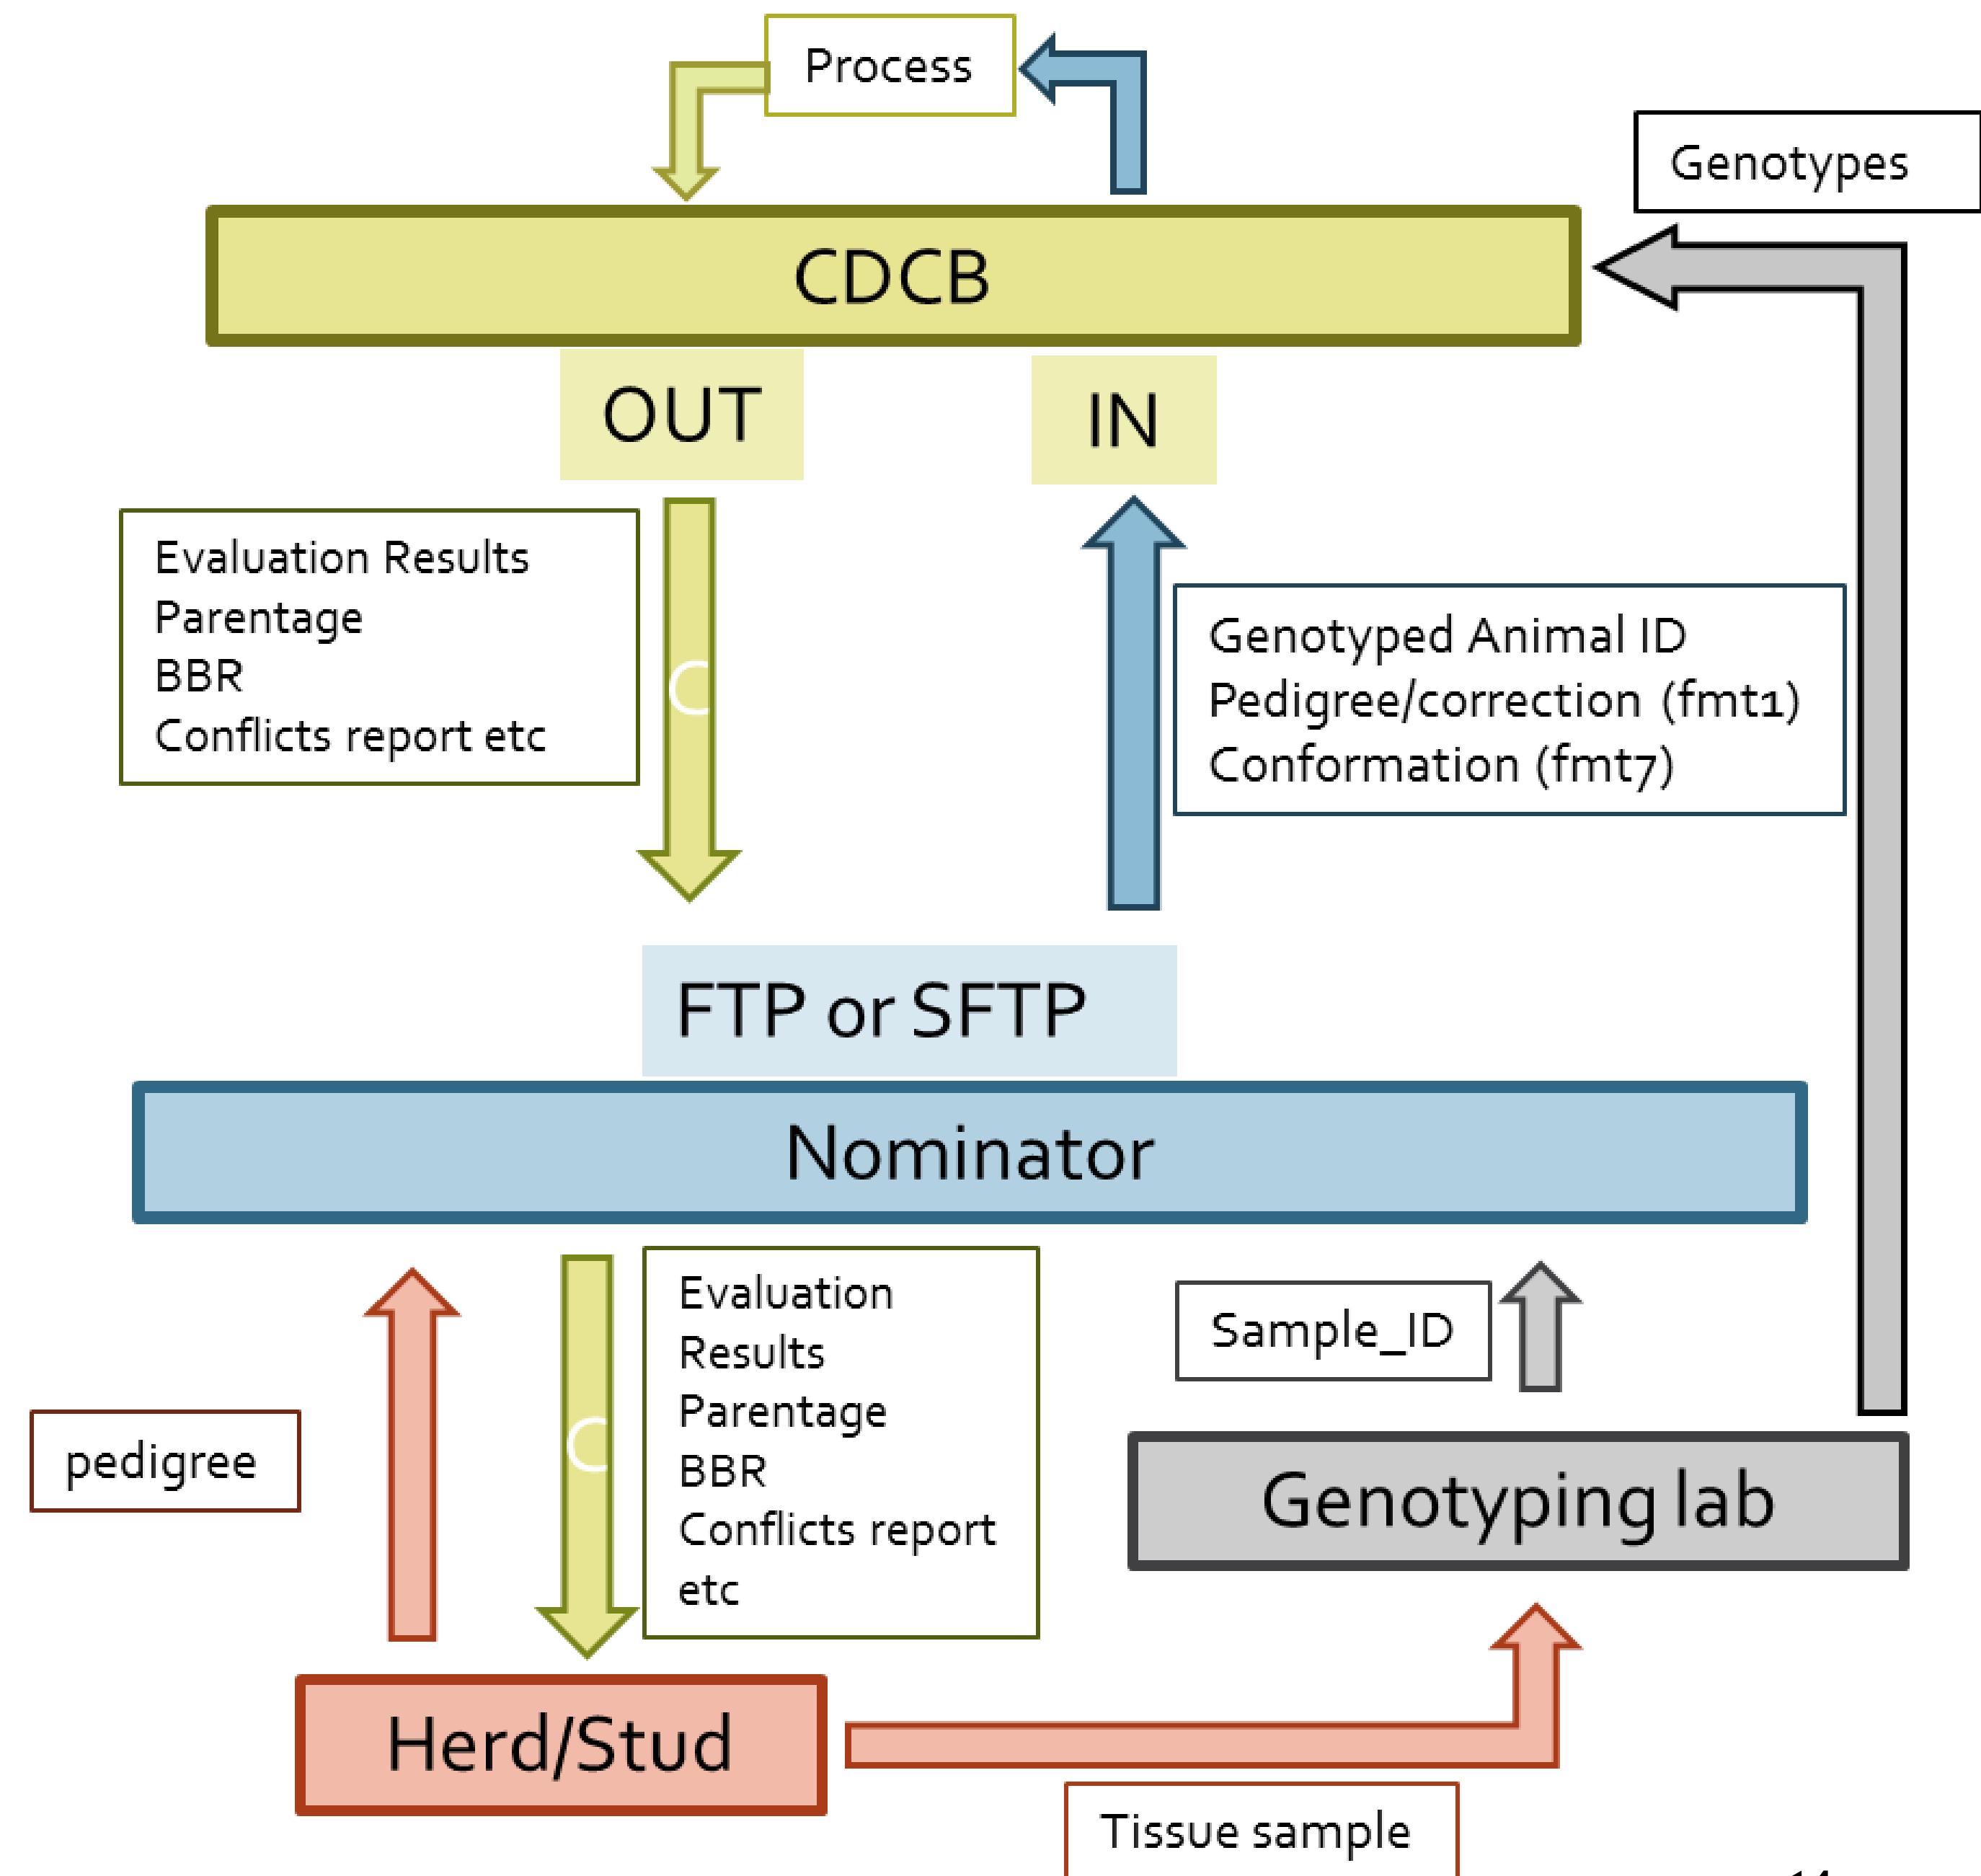 Process
Genotypes
CDCB
OUT
IN
Evaluation Results
Parentage
BBR
Conflicts report etc
Genotyped Animal ID
Pedigree/correction (fmt1)
Conformation (fmt7)
FTP or SFTP
Nominator
Evaluation
Results
Parentage
BBR
Conflicts report
etc
Sample_ID
pedigree
Genotyping lab
Herd/Stud
Tissue sample